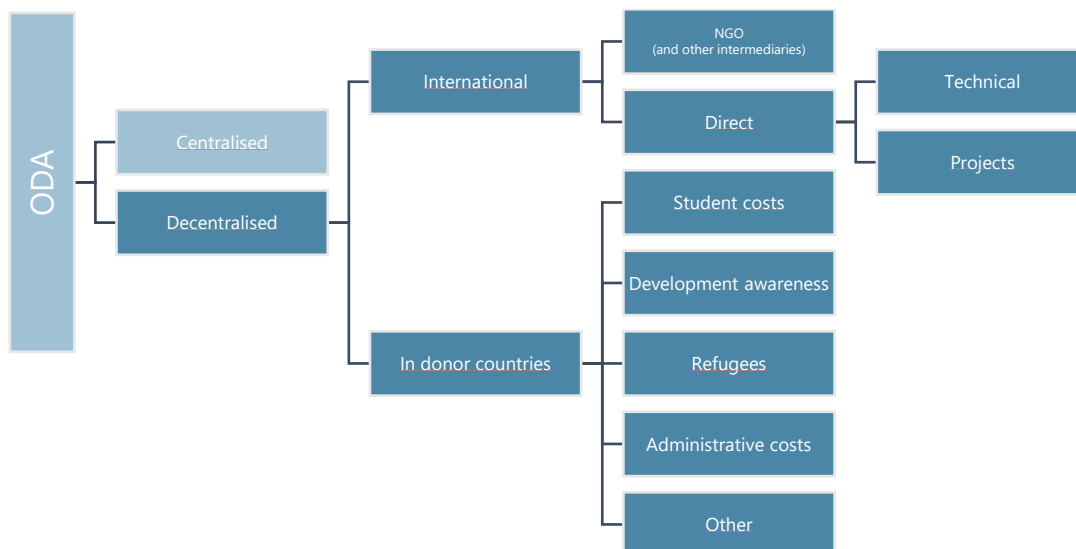 ODA
Centralised
Decentralised
International
In donor countries
NGO
(and other intermediaries)
Direct
Student costs
Development awareness
Refugees
Administrative costs
Other
Technical
Projects